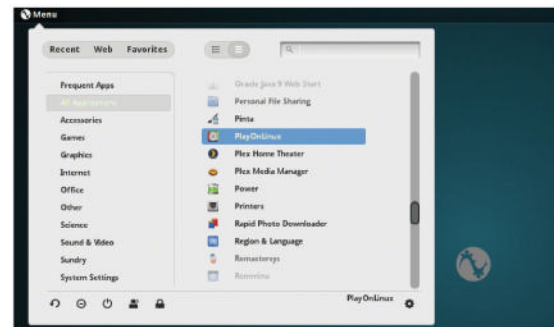 Menu
Recent Web Favorites
Frequent Apps
All Applications
Accessories
Games
Graphics
Internet
Office
Other
Science
Sound & Video
Sundry
System Settings
Oracle Java 9 Web Start
Personal File Sharing
Pinta
PlayOnLinux
Plex Home Theater
Plex Media Manager
Power
Printers
Rapid Photo Downloader
Region & Language
Remastersys
Remmina
PlayOnLinux